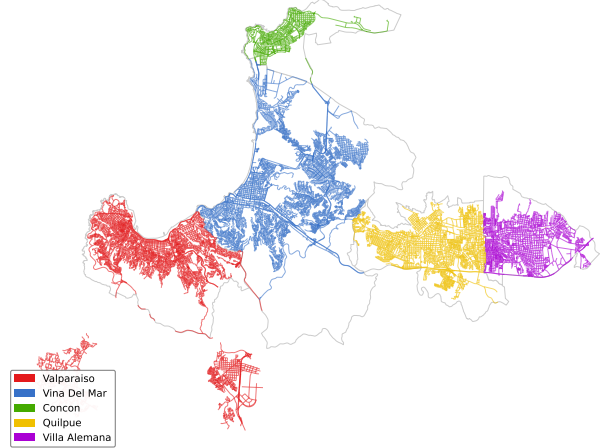 Valparaiso
Vina Del Mar
Concon
Quilpue
Villa Alemana